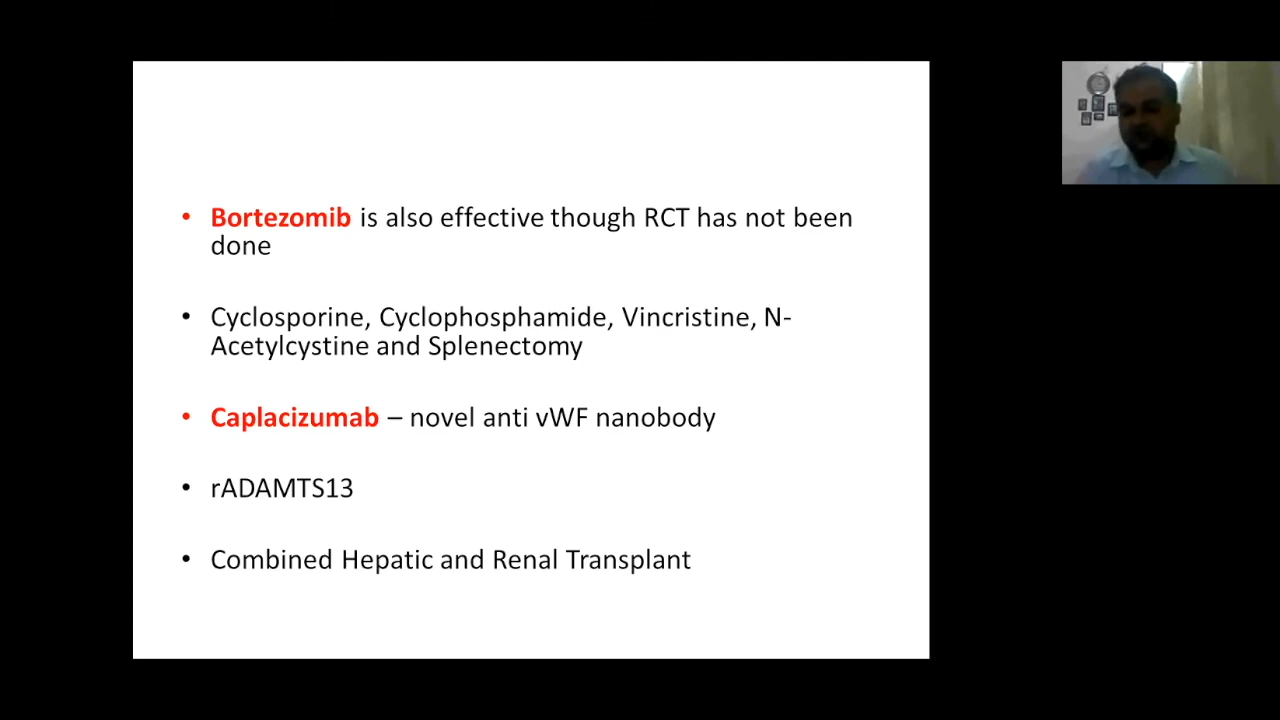 • Bortezomib is also effective though RCT has not been
done
• Cyclosporine, Cyclophosphamide, Vincristine, N-
Acetylcystine and Splenectomy
• Caplacizumab – novel anti vWF nanobody
• rADAMTS13
• Combined Hepatic and Renal Transplant